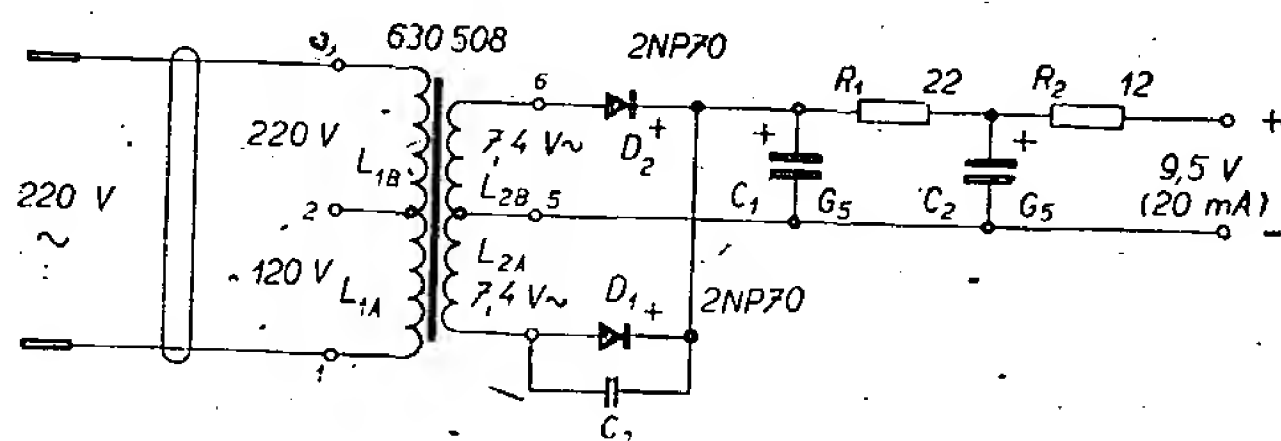 630 508
2NP70
3
6
R₁ 22
R₂ 12
+
220 V
7,4 V~
D₂ +
+
+
L₁B
L₂B
5
C₁ G5
C₂ G5
9,5 V
(20 mA)
-
220 V
~
2
120 V
L₁A
L₂A
7,4 V~
D₁ +
2NP70
1